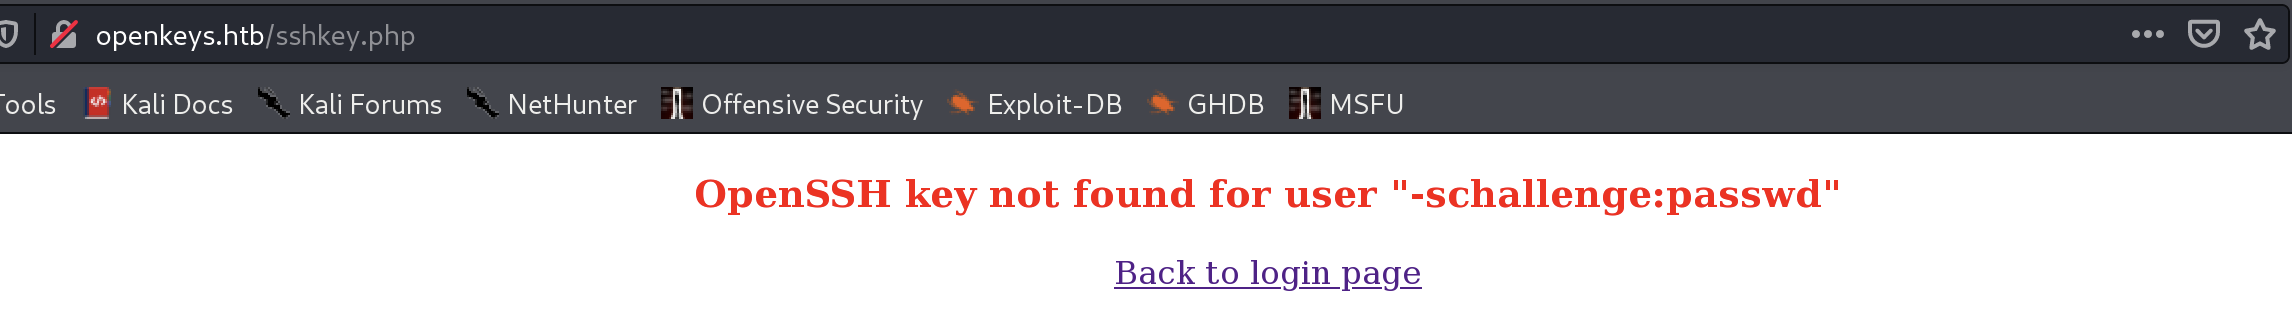 openkeys.htb/sshkey.php
Tools Kali Docs Kali Forums NetHunter Offensive Security Exploit-DB GHDB MSFU
OpenSSH key not found for user "-schallenge:passwd"
Back to login page